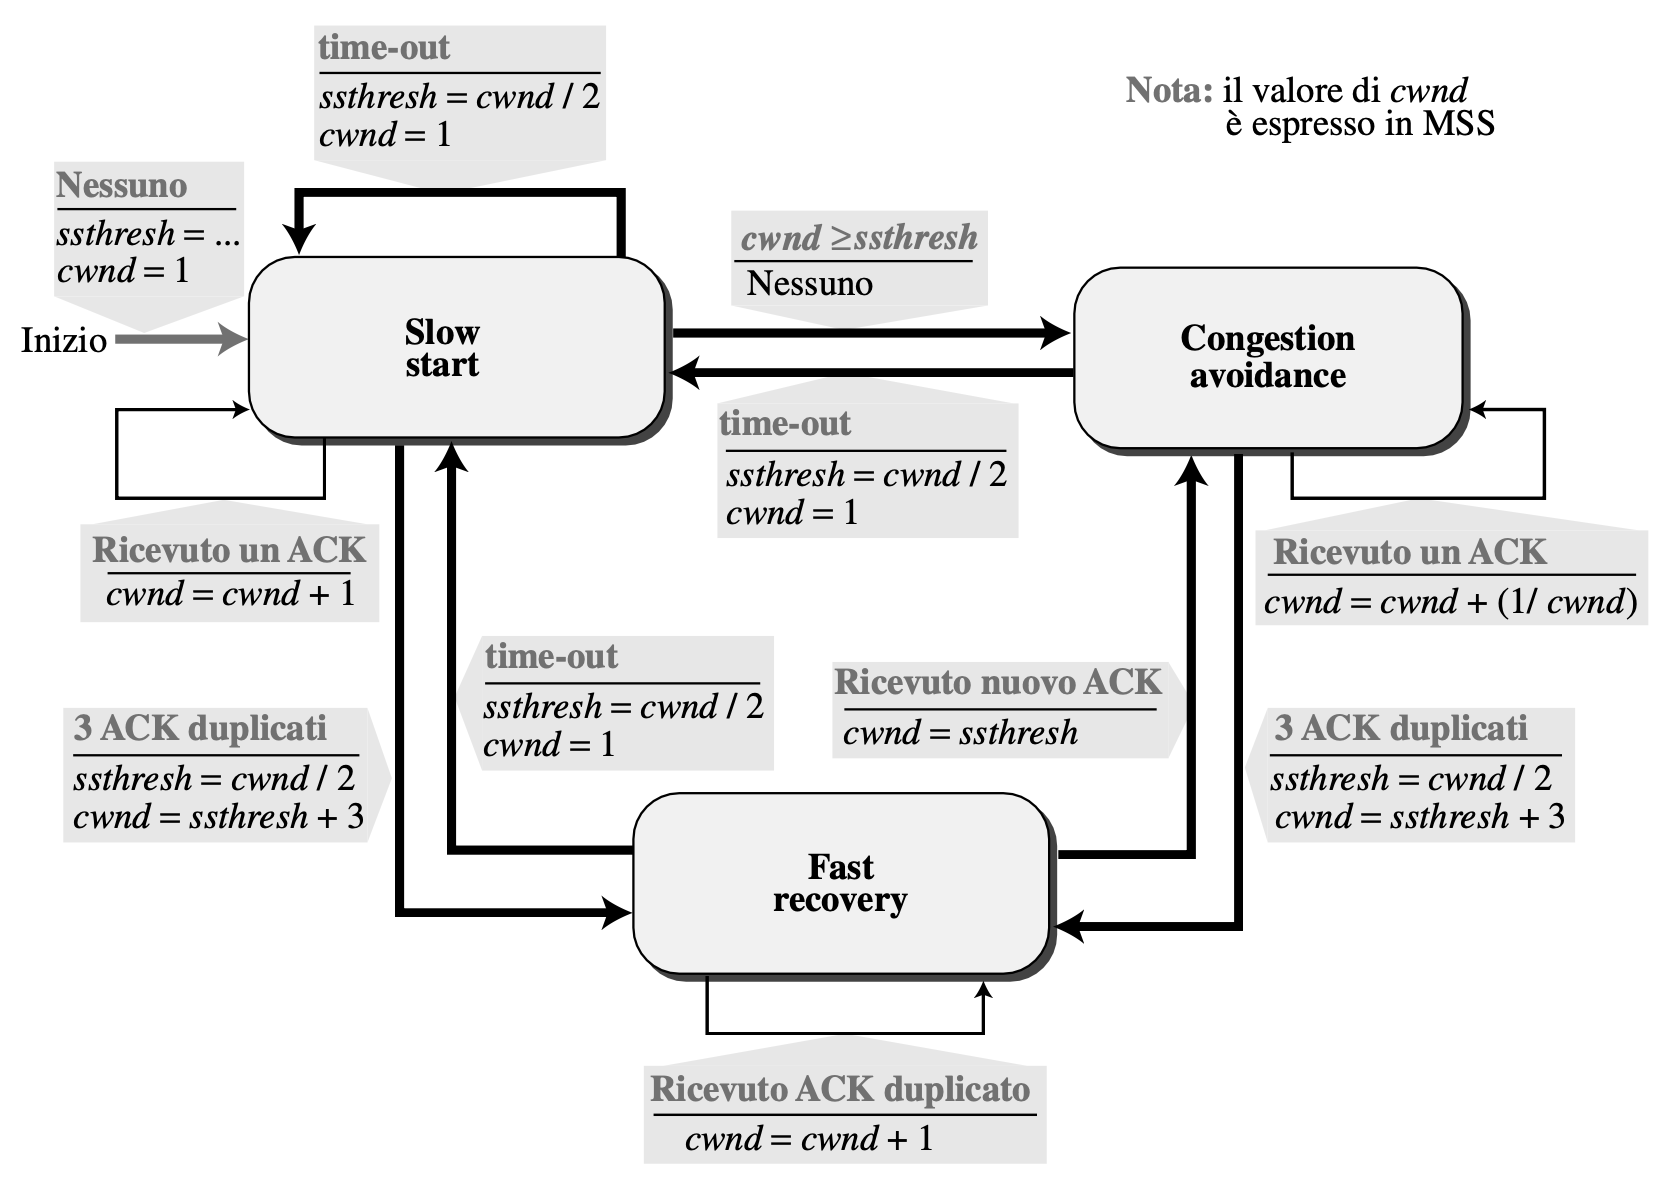 time-out
ssthresh = cwnd / 2
cwnd = 1
Nota: il valore di cwnd
è espresso in MSS
Nessuno
ssthresh = ...
cwnd = 1
Inizio
Slow
start
cwnd ≥ssthresh
Nessuno
Congestion
avoidance
time-out
ssthresh = cwnd / 2
cwnd = 1
Ricevuto un ACK
cwnd = cwnd + 1
Ricevuto un ACK
cwnd = cwnd + (1/ cwnd)
time-out
ssthresh = cwnd / 2
cwnd = 1
Ricevuto nuovo ACK
cwnd = ssthresh
3 ACK duplicati
ssthresh = cwnd / 2
cwnd = ssthresh + 3
3 ACK duplicati
ssthresh = cwnd / 2
cwnd = ssthresh + 3
Fast
recovery
Ricevuto ACK duplicato
cwnd = cwnd + 1